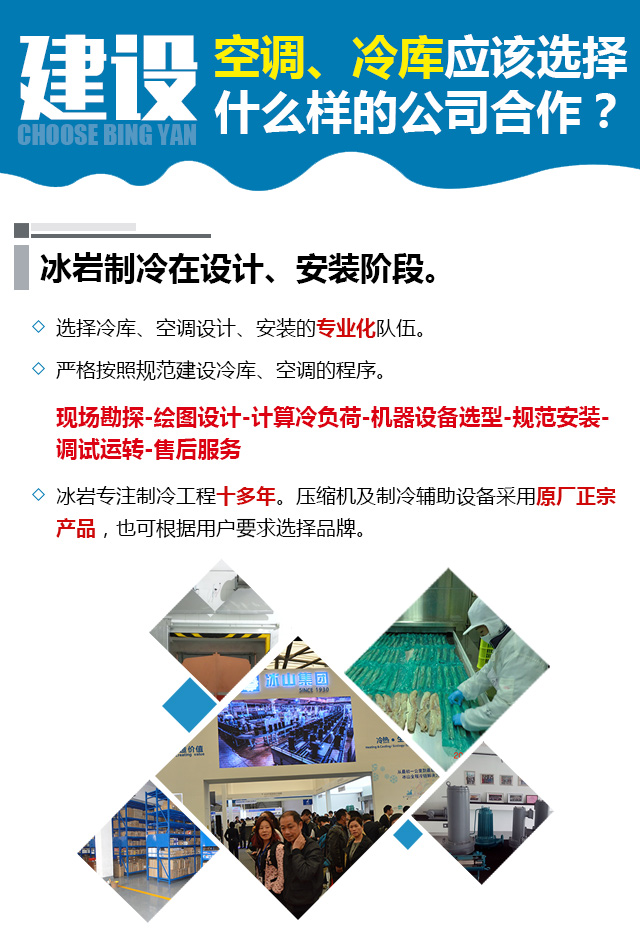 建设
CHOOSE BING YAN
空调、冷库应该选择
什么样的公司合作？
冰岩制冷在设计、安装阶段。
选择冷库、空调设计、安装的专业化队伍。
严格按照规范建设冷库、空调的程序。
现场勘探-绘图设计-计算冷负荷-机器设备选型-规范安装-
调试运转-售后服务
冰岩专注制冷工程十多年。压缩机及制冷辅助设备采用原厂正宗
产品，也可根据用户要求选择品牌。
冰山集团
SINCE 1930
价值
冷热